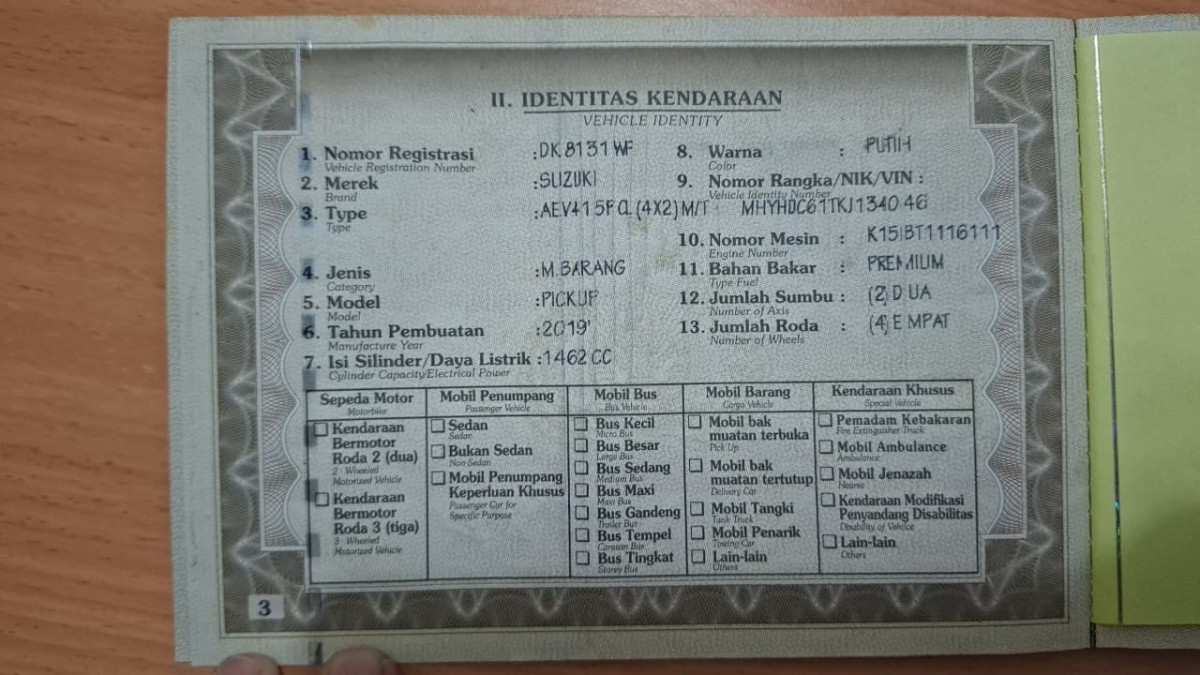 II. IDENTITAS KENDARAAN
VEHICLE IDENTITY
1. Nomor Registrasi : DK 8131 WF
Vehicle Registration Number
2. Merek : SUZUKI
Brand
3. Type : AEV415F CL (4X2) M/T
Type
4. Jenis : M. BARANG
Category
5. Model : PICKUP
Model
6. Tahun Pembuatan : 2019
Manufacture Year
7. Isi Silinder/Daya Listrik : 1462 CC
Cylinder Capacity/Electrical Power
8. Warna : PUTIH
Color
9. Nomor Rangka/NIK/VIN :
Vehicle Identity Number
MHYHDC61TKJ134046
10. Nomor Mesin : K15BT1116111
Engine Number
11. Bahan Bakar : PREMIUM
Type Fuel
12. Jumlah Sumbu : (2) DUA
Number of Axis
13. Jumlah Roda : (4) EMPAT
Number of Wheels
Sepeda Motor
Motorbike
Kendaraan
Bermotor
Roda 2 (dua)
2 - Wheeled
Motorized Vehicle
Kendaraan
Bermotor
Roda 3 (tiga)
3 - Wheeled
Motorized Vehicle
Mobil Penumpang
Passenger Vehicle
Sedan
Sedan
Bukan Sedan
Non Sedan
Mobil Penumpang
Keperluan Khusus
Passenger Car for
Specific Purpose
Mobil Bus
Bus Vehicle
Bus Kecil
Micro Bus
Bus Besar
Large Bus
Bus Sedang
Medium Bus
Bus Maxi
Maxi Bus
Bus Gandeng
Trailer Bus
Bus Tempel
Caravan Bus
Bus Tingkat
Storey Bus
Mobil Barang
Cargo Vehicle
Mobil bak
muatan terbuka
Pick Up
Mobil bak
muatan tertutup
Delivery Car
Mobil Tangki
Tank Truck
Mobil Penarik
Towing Car
Lain-lain
Others
Kendaraan Khusus
Special Vehicle
Pemadam Kebakaran
Fire Extinguisher Truck
Mobil Ambulance
Ambulance
Mobil Jenazah
Hearse
Kendaraan Modifikasi
Penyandang Disabilitas
Disability of Vehicle
Lain-lain
Others
3